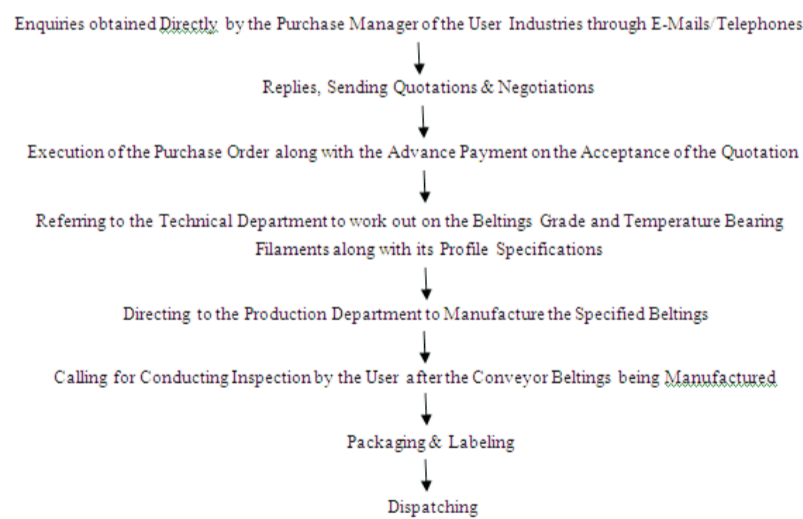 Enquiries obtained Directly by the Purchase Manager of the User Industries through E-Mails/Telephones
Replies, Sending Quotations & Negotiations
Execution of the Purchase Order along with the Advance Payment on the Acceptance of the Quotation
Referring to the Technical Department to work out on the Beltings Grade and Temperature Bearing
Filaments along with its Profile Specifications
Directing to the Production Department to Manufacture the Specified Beltings
Calling for Conducting Inspection by the User after the Conveyor Beltings being Manufactured
Packaging & Labeling
Dispatching